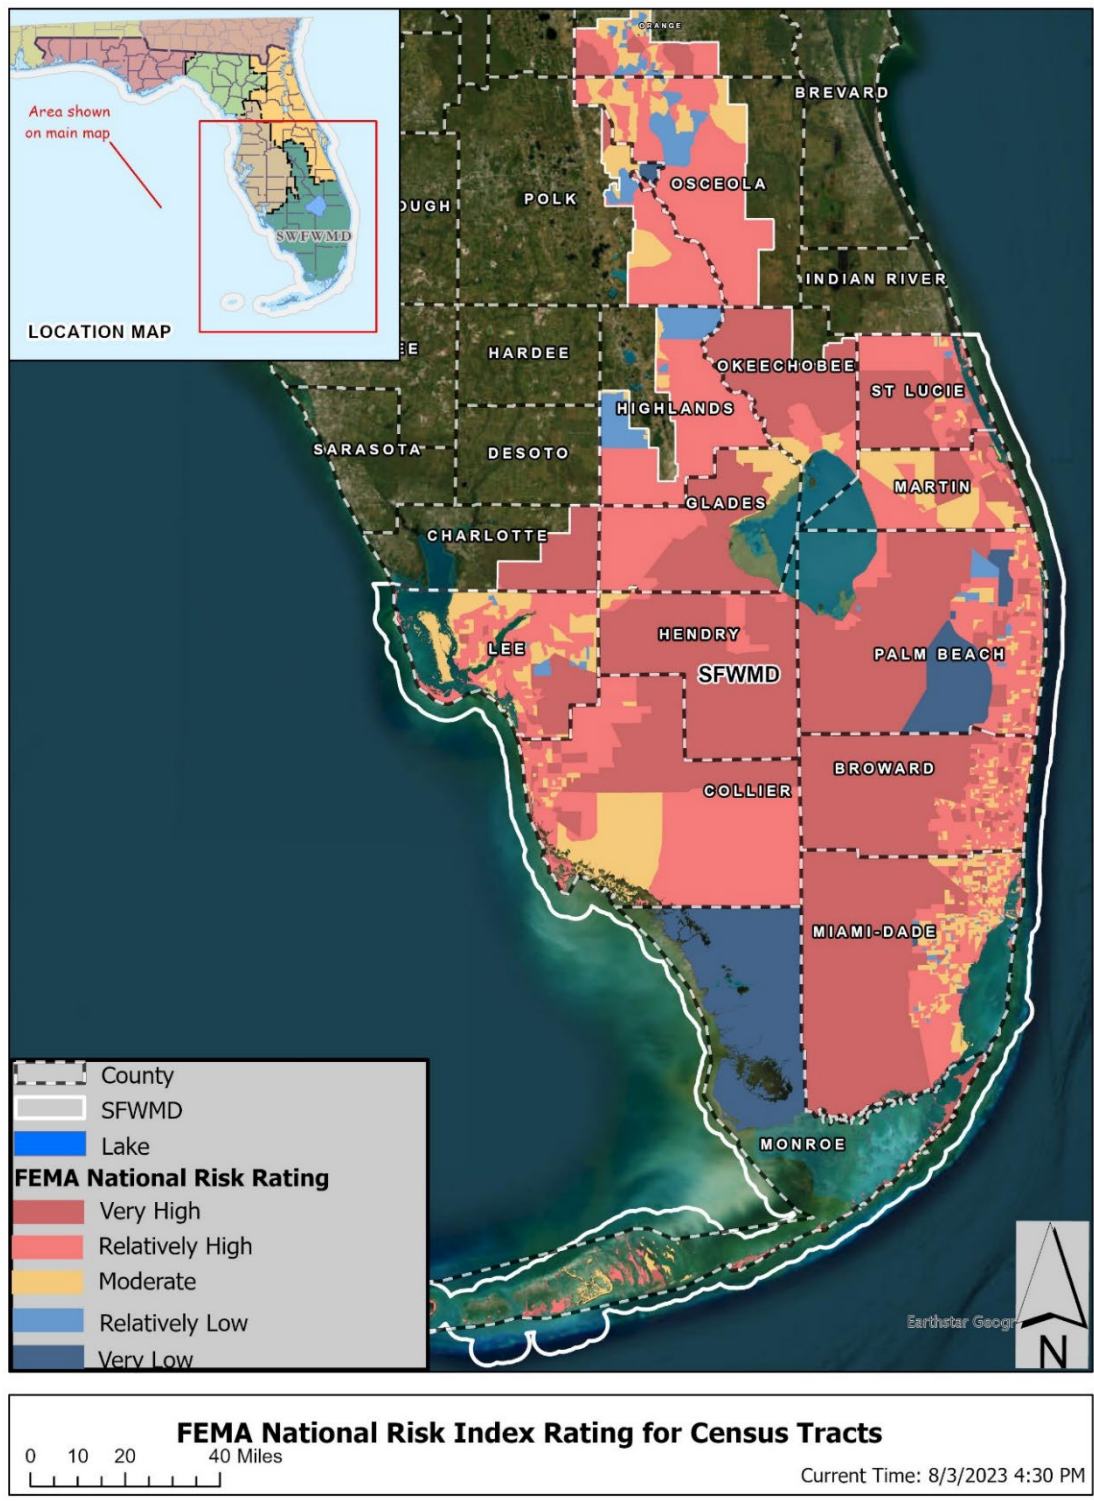 Area shown
on main map
SWFWMD
LOCATION MAP
ORANGE
BREVARD
OUGH
POLK
OSCEOLA
INDIAN RIVER
EE
HARDEE
OKEECHOBEE
ST LUCIE
HIGHLANDS
SARASOTA
DESOTO
MARTIN
GLADES
CHARLOTTE
HENDRY
LEE
PALM BEACH
SFWMD
BROWARD
COLLIER
MIAMI-DADE
MONROE
County
SFWMD
Lake
FEMA National Risk Rating
Very High
Relatively High
Moderate
Relatively Low
Very Low
Earthstar Geogr
N
FEMA National Risk Index Rating for Census Tracts
0 10 20 40 Miles
Current Time: 8/3/2023 4:30 PM